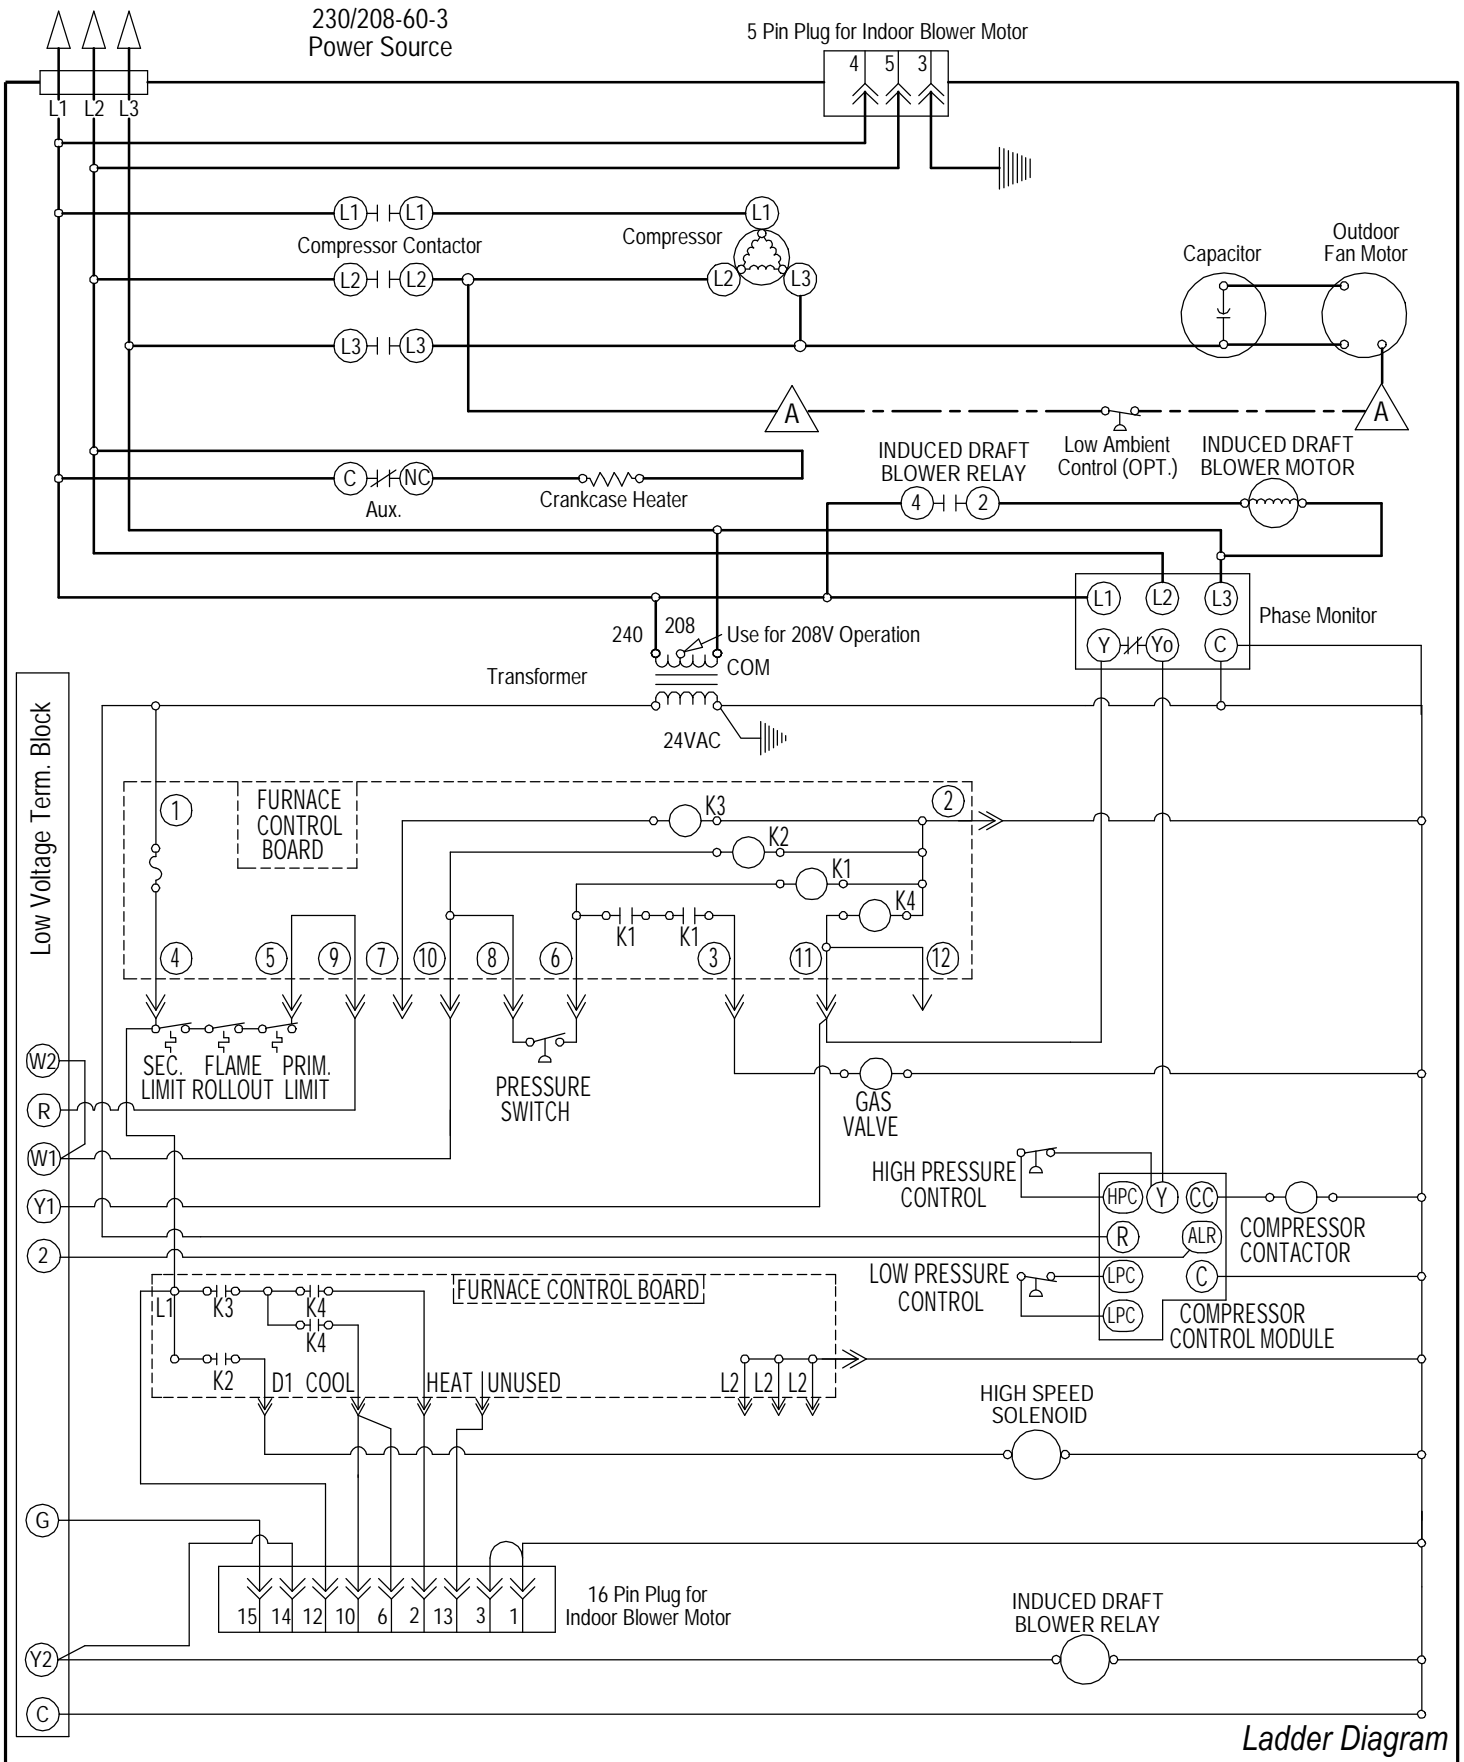 230/208-60-3
Power Source
5 Pin Plug for Indoor Blower Motor
4 5 3
L1 L2 L3
L1 L1 L1
Compressor Contactor
Compressor
L2 L2 L2 L3
L3 L3
Capacitor
Outdoor
Fan Motor
A A
Low Ambient
Control (OPT.)
C NC
Aux.
Crankcase Heater
INDUCED DRAFT
BLOWER RELAY
4 2
INDUCED DRAFT
BLOWER MOTOR
L1 L2 L3
Y Yo C
Phase Monitor
240 208
Use for 208V Operation
COM
Transformer
24VAC
Low Voltage Term. Block
FURNACE
CONTROL
BOARD
1
K3
2
K2
K1
K4
K1 K1
4 5 9 7 10 8 6 3 11 12
SEC.
LIMIT
FLAME
ROLLOUT
PRIM.
LIMIT
PRESSURE
SWITCH
GAS
VALVE
W2
R
W1
Y1
2
HIGH PRESSURE
CONTROL
HPC Y CC
R ALR
LPC C
LPC
COMPRESSOR
CONTACTOR
LOW PRESSURE
CONTROL
COMPRESSOR
CONTROL MODULE
FURNACE CONTROL BOARD
L1 K3 K4
K4
K2 D1 COOL HEAT UNUSED L2 L2 L2
HIGH SPEED
SOLENOID
G
15 14 12 10 6 2 13 3 1
16 Pin Plug for
Indoor Blower Motor
INDUCED DRAFT
BLOWER RELAY
Y2
C
Ladder Diagram